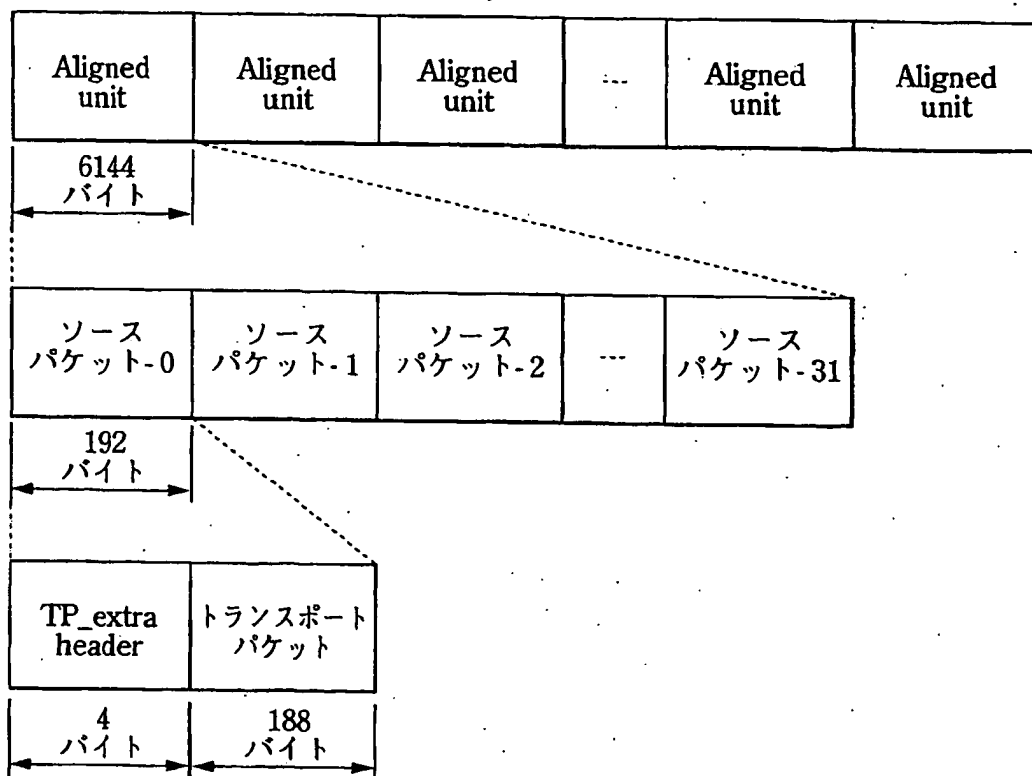 Aligned
unit
Aligned
unit
Aligned
unit
---
Aligned
unit
Aligned
unit
6144
バイト
ソース
パケット-0
ソース
パケット-1
ソース
パケット-2
---
ソース
パケット-31
192
バイト
TP_extra
header
トランスポート
パケット
4
バイト
188
バイト